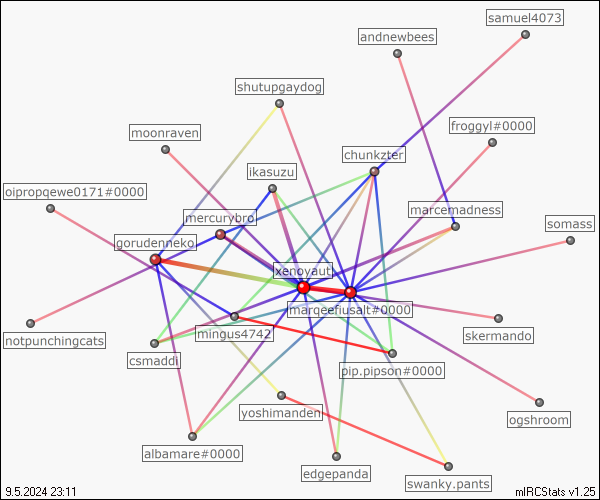 samuel4073
andnewbees
shutupgaydog
froggyl#0000
moonraven
chunkzter
ikasuzu
oipropqewe0171#0000
marcemadness
mercurybro
somass
gorudenneko
xenoyaut
marqeefiusalt#0000
mingus4742
skermando
notpunchingcats
csmaddi
pip.pipson#0000
yoshimanden
ogshroom
albamare#0000
edgepanda
swanky.pants
9.5.2024 23:11
mIRCStats v1.25